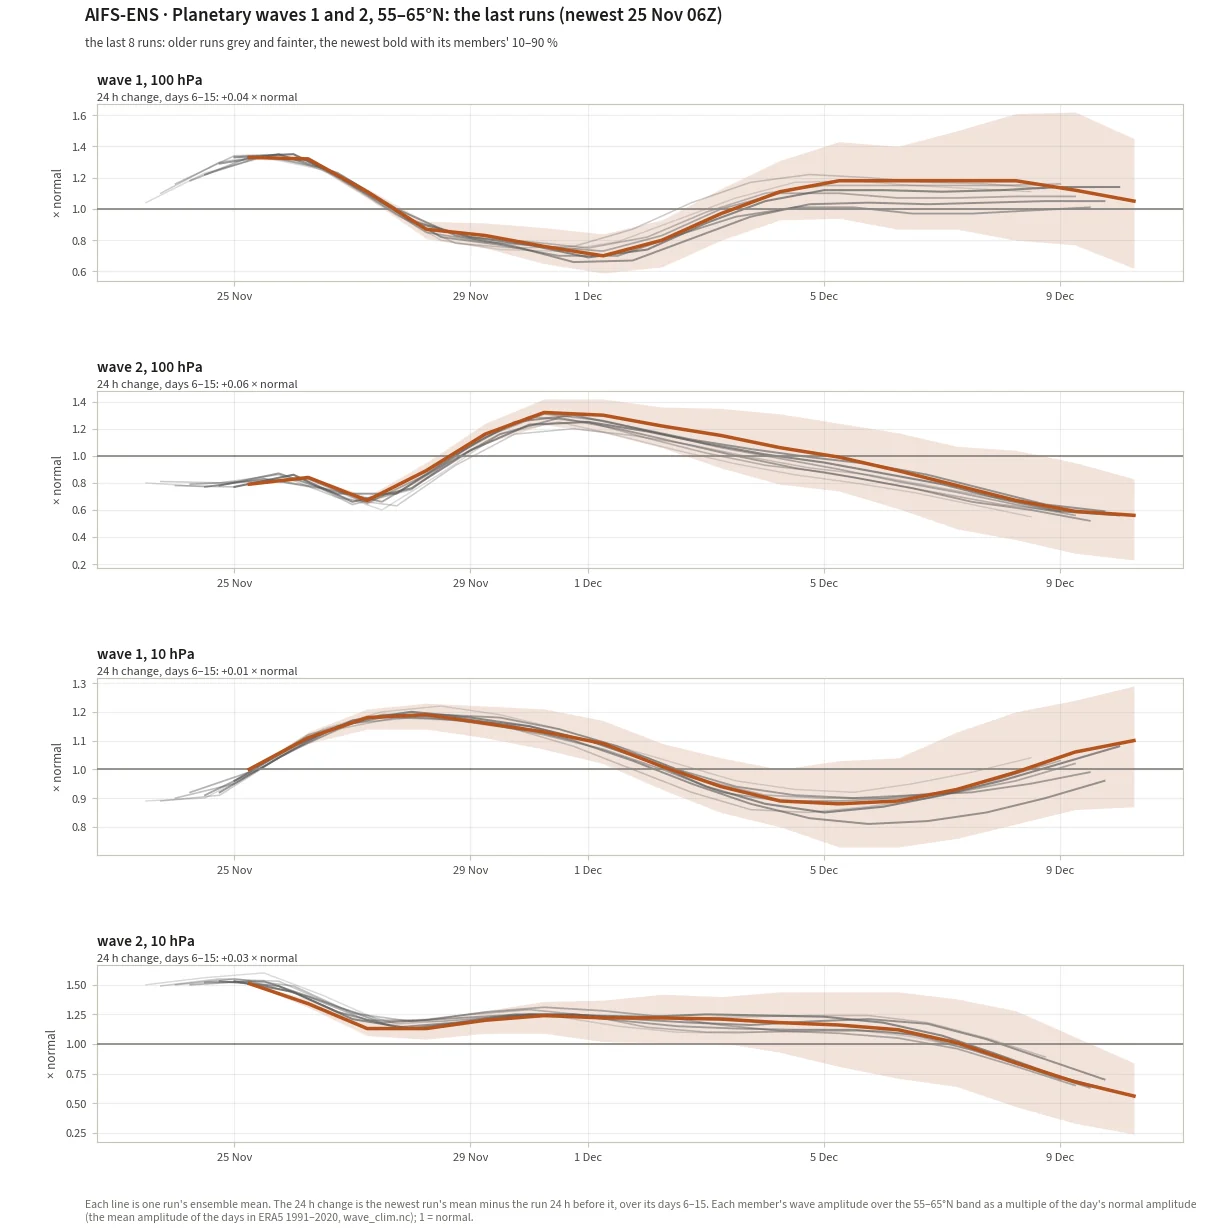 AIFS-ENS · Planetary waves 1 and 2, 55–65°N: the last runs (newest 25 Nov 06Z)
the last 8 runs: older runs grey and fainter, the newest bold with its members' 10–90 %
wave 1, 100 hPa
24 h change, days 6–15: +0.04 × normal
1.6
1.4
1.2
1.0
0.8
0.6
× normal
25 Nov
29 Nov
1 Dec
5 Dec
9 Dec
wave 2, 100 hPa
24 h change, days 6–15: +0.06 × normal
1.4
1.2
1.0
0.8
0.6
0.4
0.2
× normal
25 Nov
29 Nov
1 Dec
5 Dec
9 Dec
wave 1, 10 hPa
24 h change, days 6–15: +0.01 × normal
1.3
1.2
1.1
1.0
0.9
0.8
× normal
25 Nov
29 Nov
1 Dec
5 Dec
9 Dec
wave 2, 10 hPa
24 h change, days 6–15: +0.03 × normal
1.50
1.25
1.00
0.75
0.50
0.25
× normal
25 Nov
29 Nov
1 Dec
5 Dec
9 Dec
Each line is one run's ensemble mean. The 24 h change is the newest run's mean minus the run 24 h before it, over its days 6–15. Each member's wave amplitude over the 55–65°N band as a multiple of the day's normal amplitude
(the mean amplitude of the days in ERA5 1991–2020, wave_clim.nc); 1 = normal.